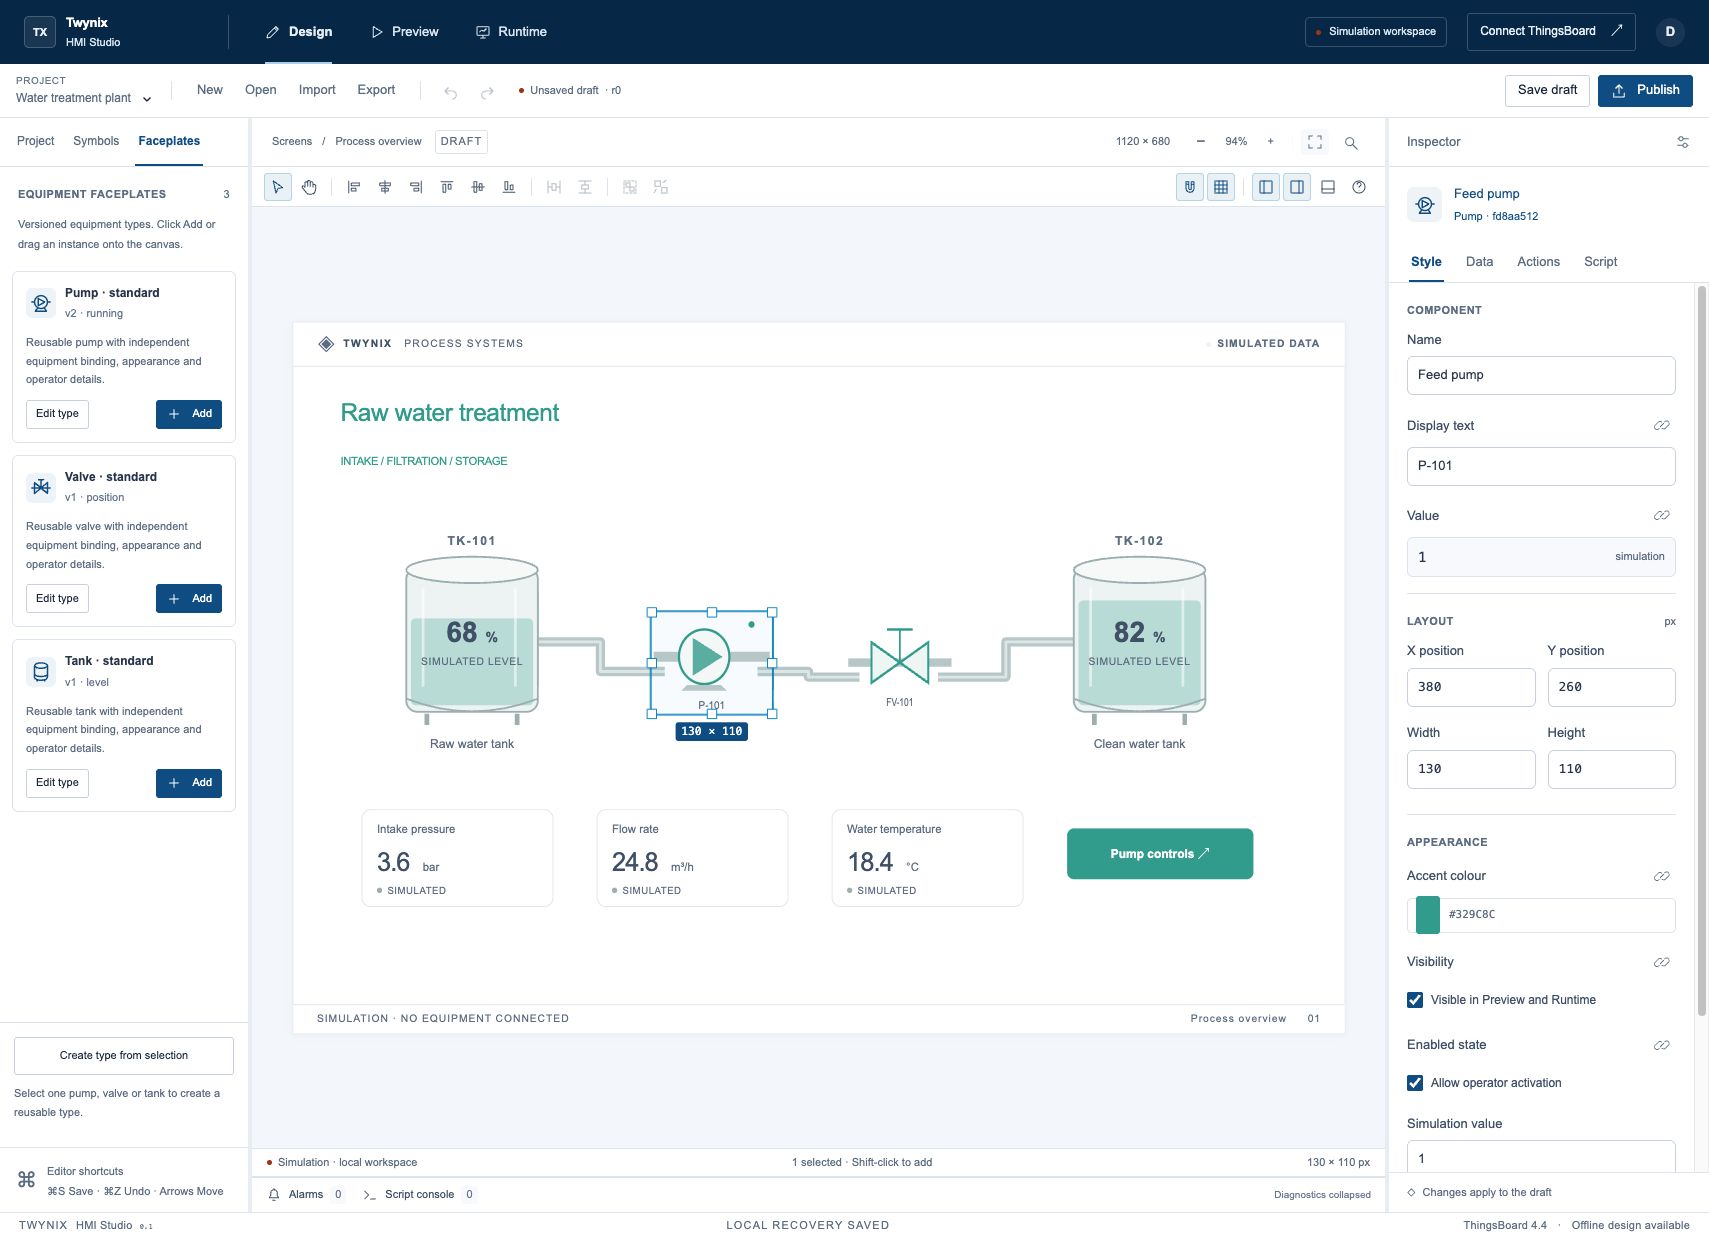 TX
Twynix
HMI Studio
Design
Preview
Runtime
Simulation workspace
Connect ThingsBoard
D
PROJECT
Water treatment plant
New
Open
Import
Export
Unsaved draft · r0
Save draft
Publish
Project
Symbols
Faceplates
EQUIPMENT FACEPLATES
3
Versioned equipment types. Click Add or
drag an instance onto the canvas.
Pump · standard
v2 · running
Reusable pump with independent
equipment binding, appearance and
operator details.
Edit type
Add
Valve · standard
v1 · position
Reusable valve with independent
equipment binding, appearance and
operator details.
Edit type
Add
Tank · standard
v1 · level
Reusable tank with independent
equipment binding, appearance and
operator details.
Edit type
Add
Create type from selection
Select one pump, valve or tank to create a
reusable type.
Editor shortcuts
⌘S Save · ⌘Z Undo · Arrows Move
Screens / Process overview
DRAFT
1120 × 680
94%
TWYNIX PROCESS SYSTEMS
SIMULATED DATA
Raw water treatment
INTAKE / FILTRATION / STORAGE
TK-101
68 %
SIMULATED LEVEL
Raw water tank
P-101
130 × 110
FV-101
TK-102
82 %
SIMULATED LEVEL
Clean water tank
Intake pressure
3.6 bar
SIMULATED
Flow rate
24.8 m³/h
SIMULATED
Water temperature
18.4 °C
SIMULATED
Pump controls ↗
SIMULATION · NO EQUIPMENT CONNECTED
Process overview 01
Simulation · local workspace
1 selected · Shift-click to add
130 × 110 px
Alarms 0
Script console 0
Diagnostics collapsed
Inspector
Feed pump
Pump · fd8aa512
Style
Data
Actions
Script
COMPONENT
Name
Feed pump
Display text
P-101
Value
1
simulation
LAYOUT
px
X position
Y position
380
260
Width
Height
130
110
APPEARANCE
Accent colour
#329C8C
Visibility
Visible in Preview and Runtime
Enabled state
Allow operator activation
Simulation value
1
Changes apply to the draft
TWYNIX HMI Studio 0.1
LOCAL RECOVERY SAVED
ThingsBoard 4.4 · Offline design available